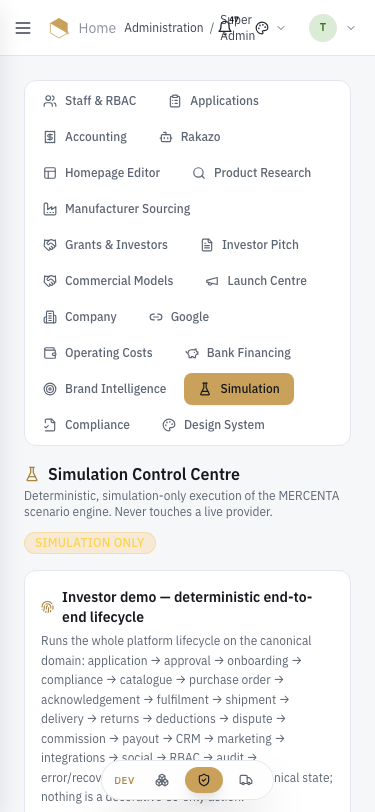 Home Administration / Super Admin T
Staff & RBAC Applications
Accounting Rakazo
Homepage Editor Product Research
Manufacturer Sourcing
Grants & Investors Investor Pitch
Commercial Models Launch Centre
Company Google
Operating Costs Bank Financing
Brand Intelligence Simulation
Compliance Design System
Simulation Control Centre
Deterministic, simulation-only execution of the MERCENTA
scenario engine. Never touches a live provider.
SIMULATION ONLY
Investor demo — deterministic end-to-
end lifecycle
Runs the whole platform lifecycle on the canonical
domain: application → approval → onboarding →
compliance → catalogue → purchase order →
acknowledgement → fulfilment → shipment →
delivery → returns → deductions → dispute →
commission → payout → CRM → marketing →
integrations → social → RBAC → audit →
DEV